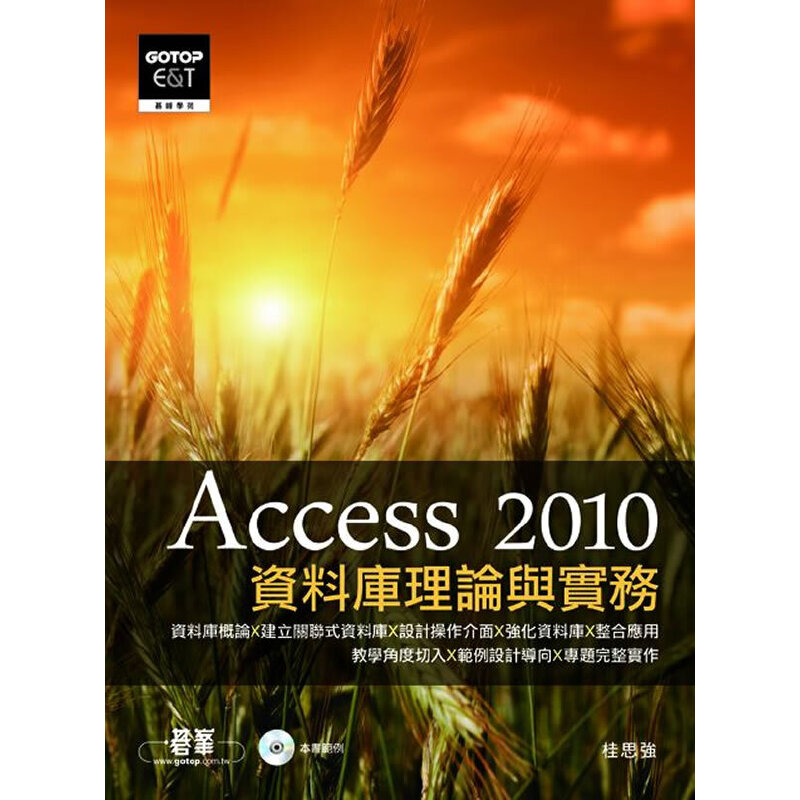 GOTOP
E&T
碁峰學苑
Access 2010
資料庫理論與實務
資料庫概論X建立關聯式資料庫X設計操作介面X強化資料庫X整合應用
教學角度切入X範例設計導向X專題完整實作
碁峯
www.gotop.com.tw
本書範例
桂思強